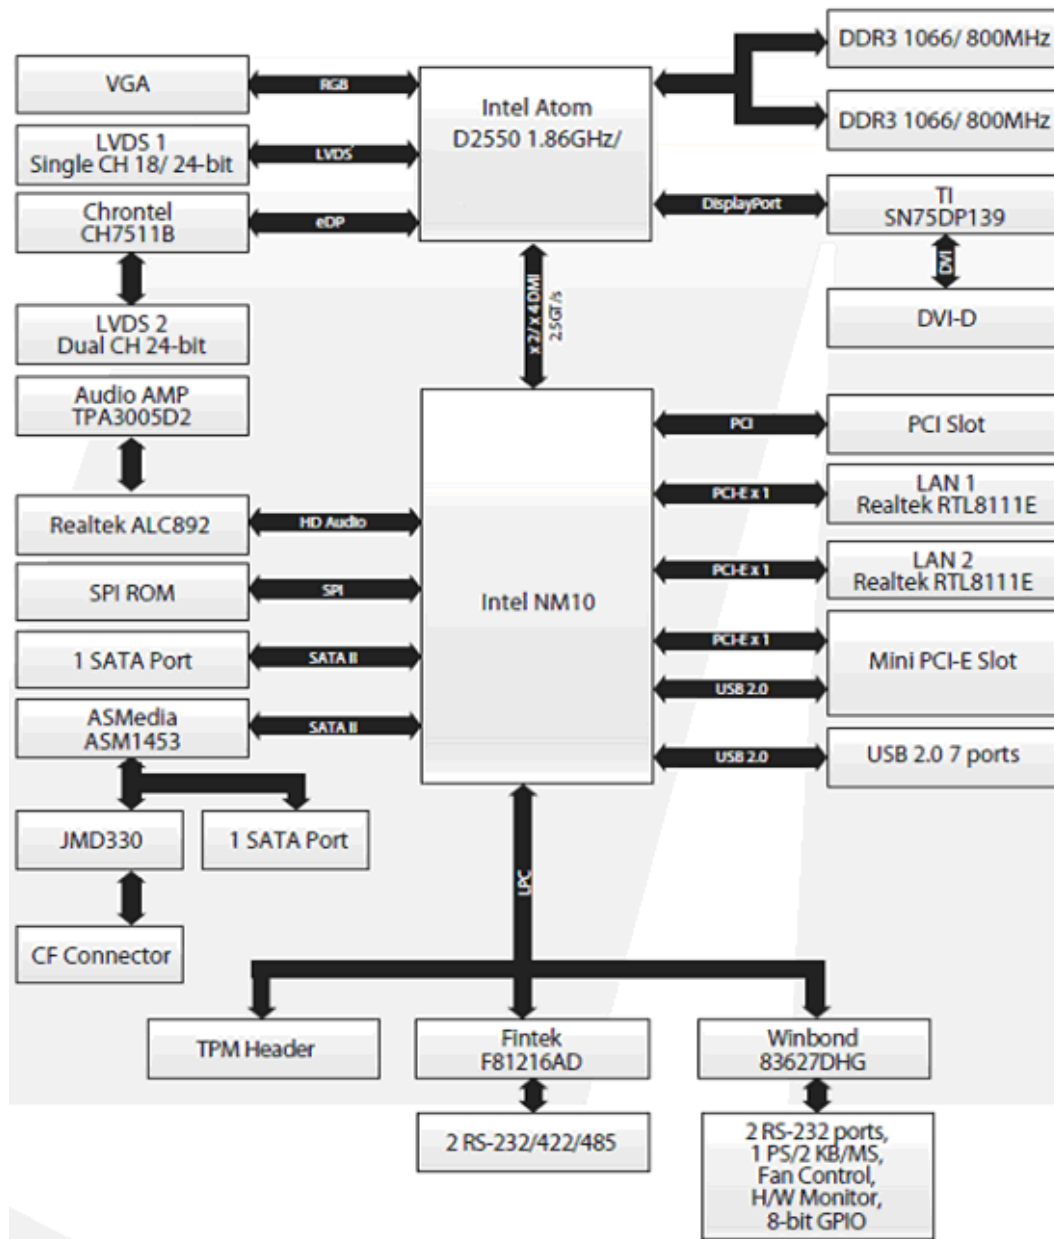 DDR3 1066/ 800MHz
VGA
RGB
Intel Atom
D2550 1.86GHz/
DDR3 1066/ 800MHz
LVDS 1
Single CH 18/ 24-bit
LVDS
Chrontel
CH7511B
eDP
DisplayPort
TI
SN75DP139
DVI
x 2/ x 4 DMI
2.5GT/s
LVDS 2
Dual CH 24-bit
DVI-D
Audio AMP
TPA3005D2
PCI
PCI Slot
Realtek ALC892
HD Audio
PCI-E x 1
LAN 1
Realtek RTL8111E
SPI ROM
SPI
Intel NM10
PCI-E x 1
LAN 2
Realtek RTL8111E
1 SATA Port
SATA II
PCI-E x 1
USB 2.0
Mini PCI-E Slot
ASMedia
ASM1453
SATA II
USB 2.0
USB 2.0 7 ports
JMD330
1 SATA Port
LPC
CF Connector
TPM Header
Fintek
F81216AD
Winbond
83627DHG
2 RS-232/422/485
2 RS-232 ports,
1 PS/2 KB/MS,
Fan Control,
H/W Monitor,
8-bit GPIO